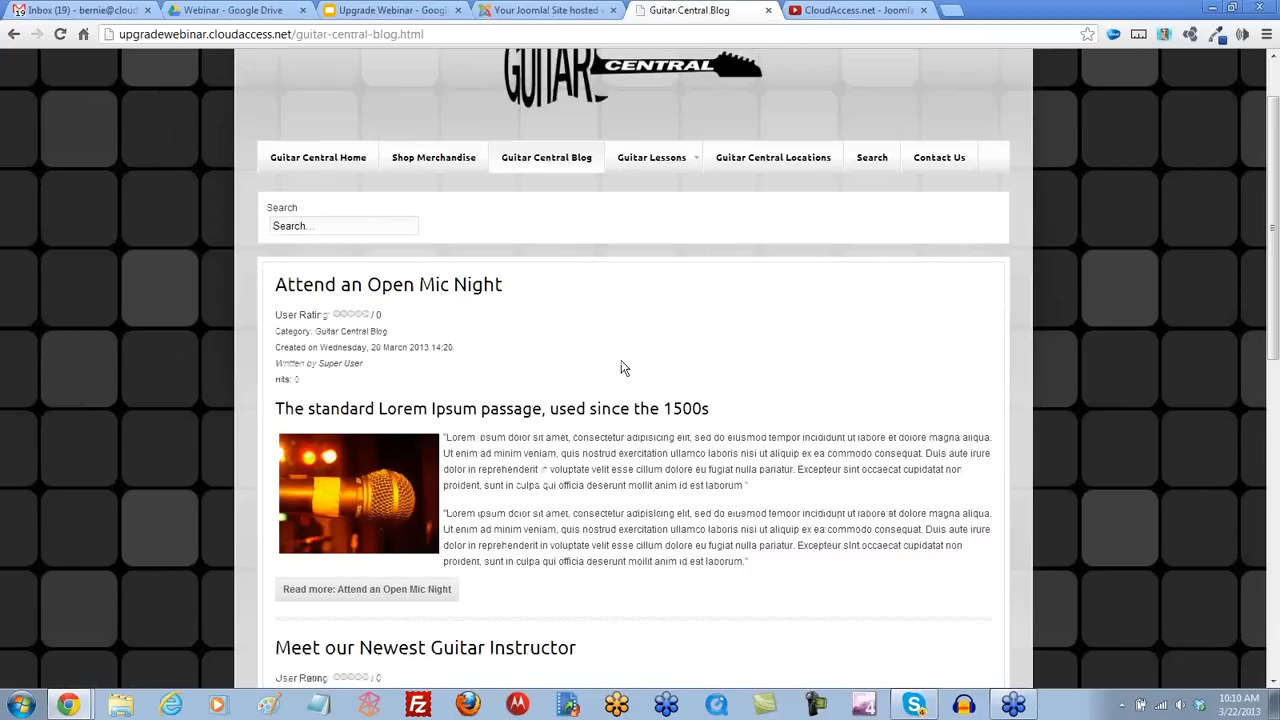 Inbox (19) - bernie@cloud
Webinar - Google Drive
Upgrade Webinar - Googl
Your Joomla! Site hosted
Guitar Central Blog
CloudAccess.net - Joomla
upgradewebinar.cloudaccess.net/guitar-central-blog.html
GUITAR CENTRAL
Guitar Central Home
Shop Merchandise
Guitar Central Blog
Guitar Lessons
Guitar Central Locations
Search
Contact Us
Search
Search...
Attend an Open Mic Night
User Rating: / 0
Category: Guitar Central Blog
Created on Wednesday, 20 March 2013 14:20
Written by Super User
Hits: 0
The standard Lorem Ipsum passage, used since the 1500s
"Lorem ipsum dolor sit amet, consectetur adipisicing elit, sed do eiusmod tempor incididunt ut labore et dolore magna aliqua.
Ut enim ad minim veniam, quis nostrud exercitation ullamco laboris nisi ut aliquip ex ea commodo consequat. Duis aute irure
dolor in reprehenderit in voluptate velit esse cillum dolore eu fugiat nulla pariatur. Excepteur sint occaecat cupidatat non
proident, sunt in culpa qui officia deserunt mollit anim id est laborum."
"Lorem ipsum dolor sit amet, consectetur adipisicing elit, sed do eiusmod tempor incididunt ut labore et dolore magna aliqua.
Ut enim ad minim veniam, quis nostrud exercitation ullamco laboris nisi ut aliquip ex ea commodo consequat. Duis aute irure
dolor in reprehenderit in voluptate velit esse cillum dolore eu fugiat nulla pariatur. Excepteur sint occaecat cupidatat non
proident, sunt in culpa qui officia deserunt mollit anim id est laborum."
Read more: Attend an Open Mic Night
Meet our Newest Guitar Instructor
User Rating: / 0
10:10 AM
3/22/2013